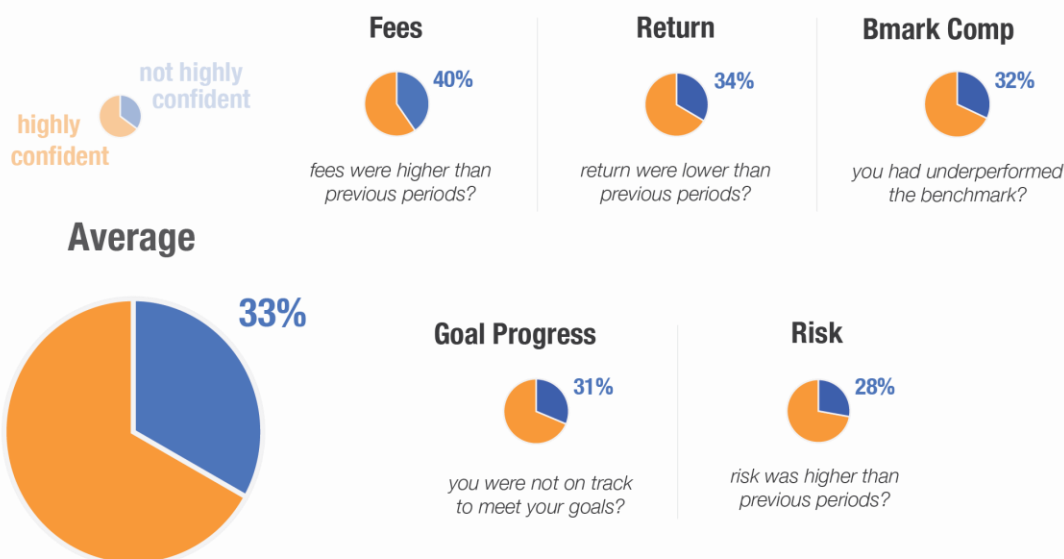 Fees
Return
Bmark Comp
not highly
confident
highly
confident
40%
34%
32%
fees were higher than
previous periods?
return were lower than
previous periods?
you had underperformed
the benchmark?
Average
33%
Goal Progress
Risk
31%
28%
you were not on track
to meet your goals?
risk was higher than
previous periods?